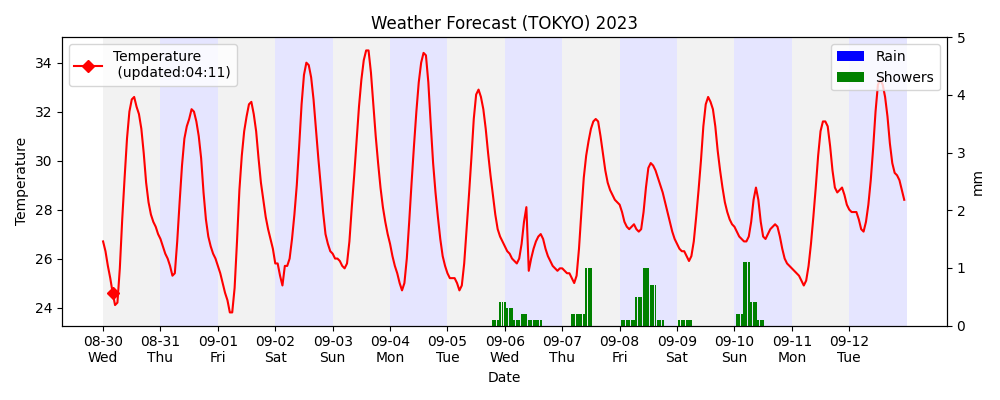 Weather Forecast (TOKYO) 2023
Temperature
(updated:04:11)
Rain
Showers
Temperature
34
32
30
28
26
24
5
4
3
2
1
0
mm
08-30 08-31 09-01 09-02 09-03 09-04 09-05 09-06 09-07 09-08 09-09 09-10 09-11 09-12
Wed Thu Fri Sat Sun Mon Tue Wed Thu Fri Sat Sun Mon Tue
Date